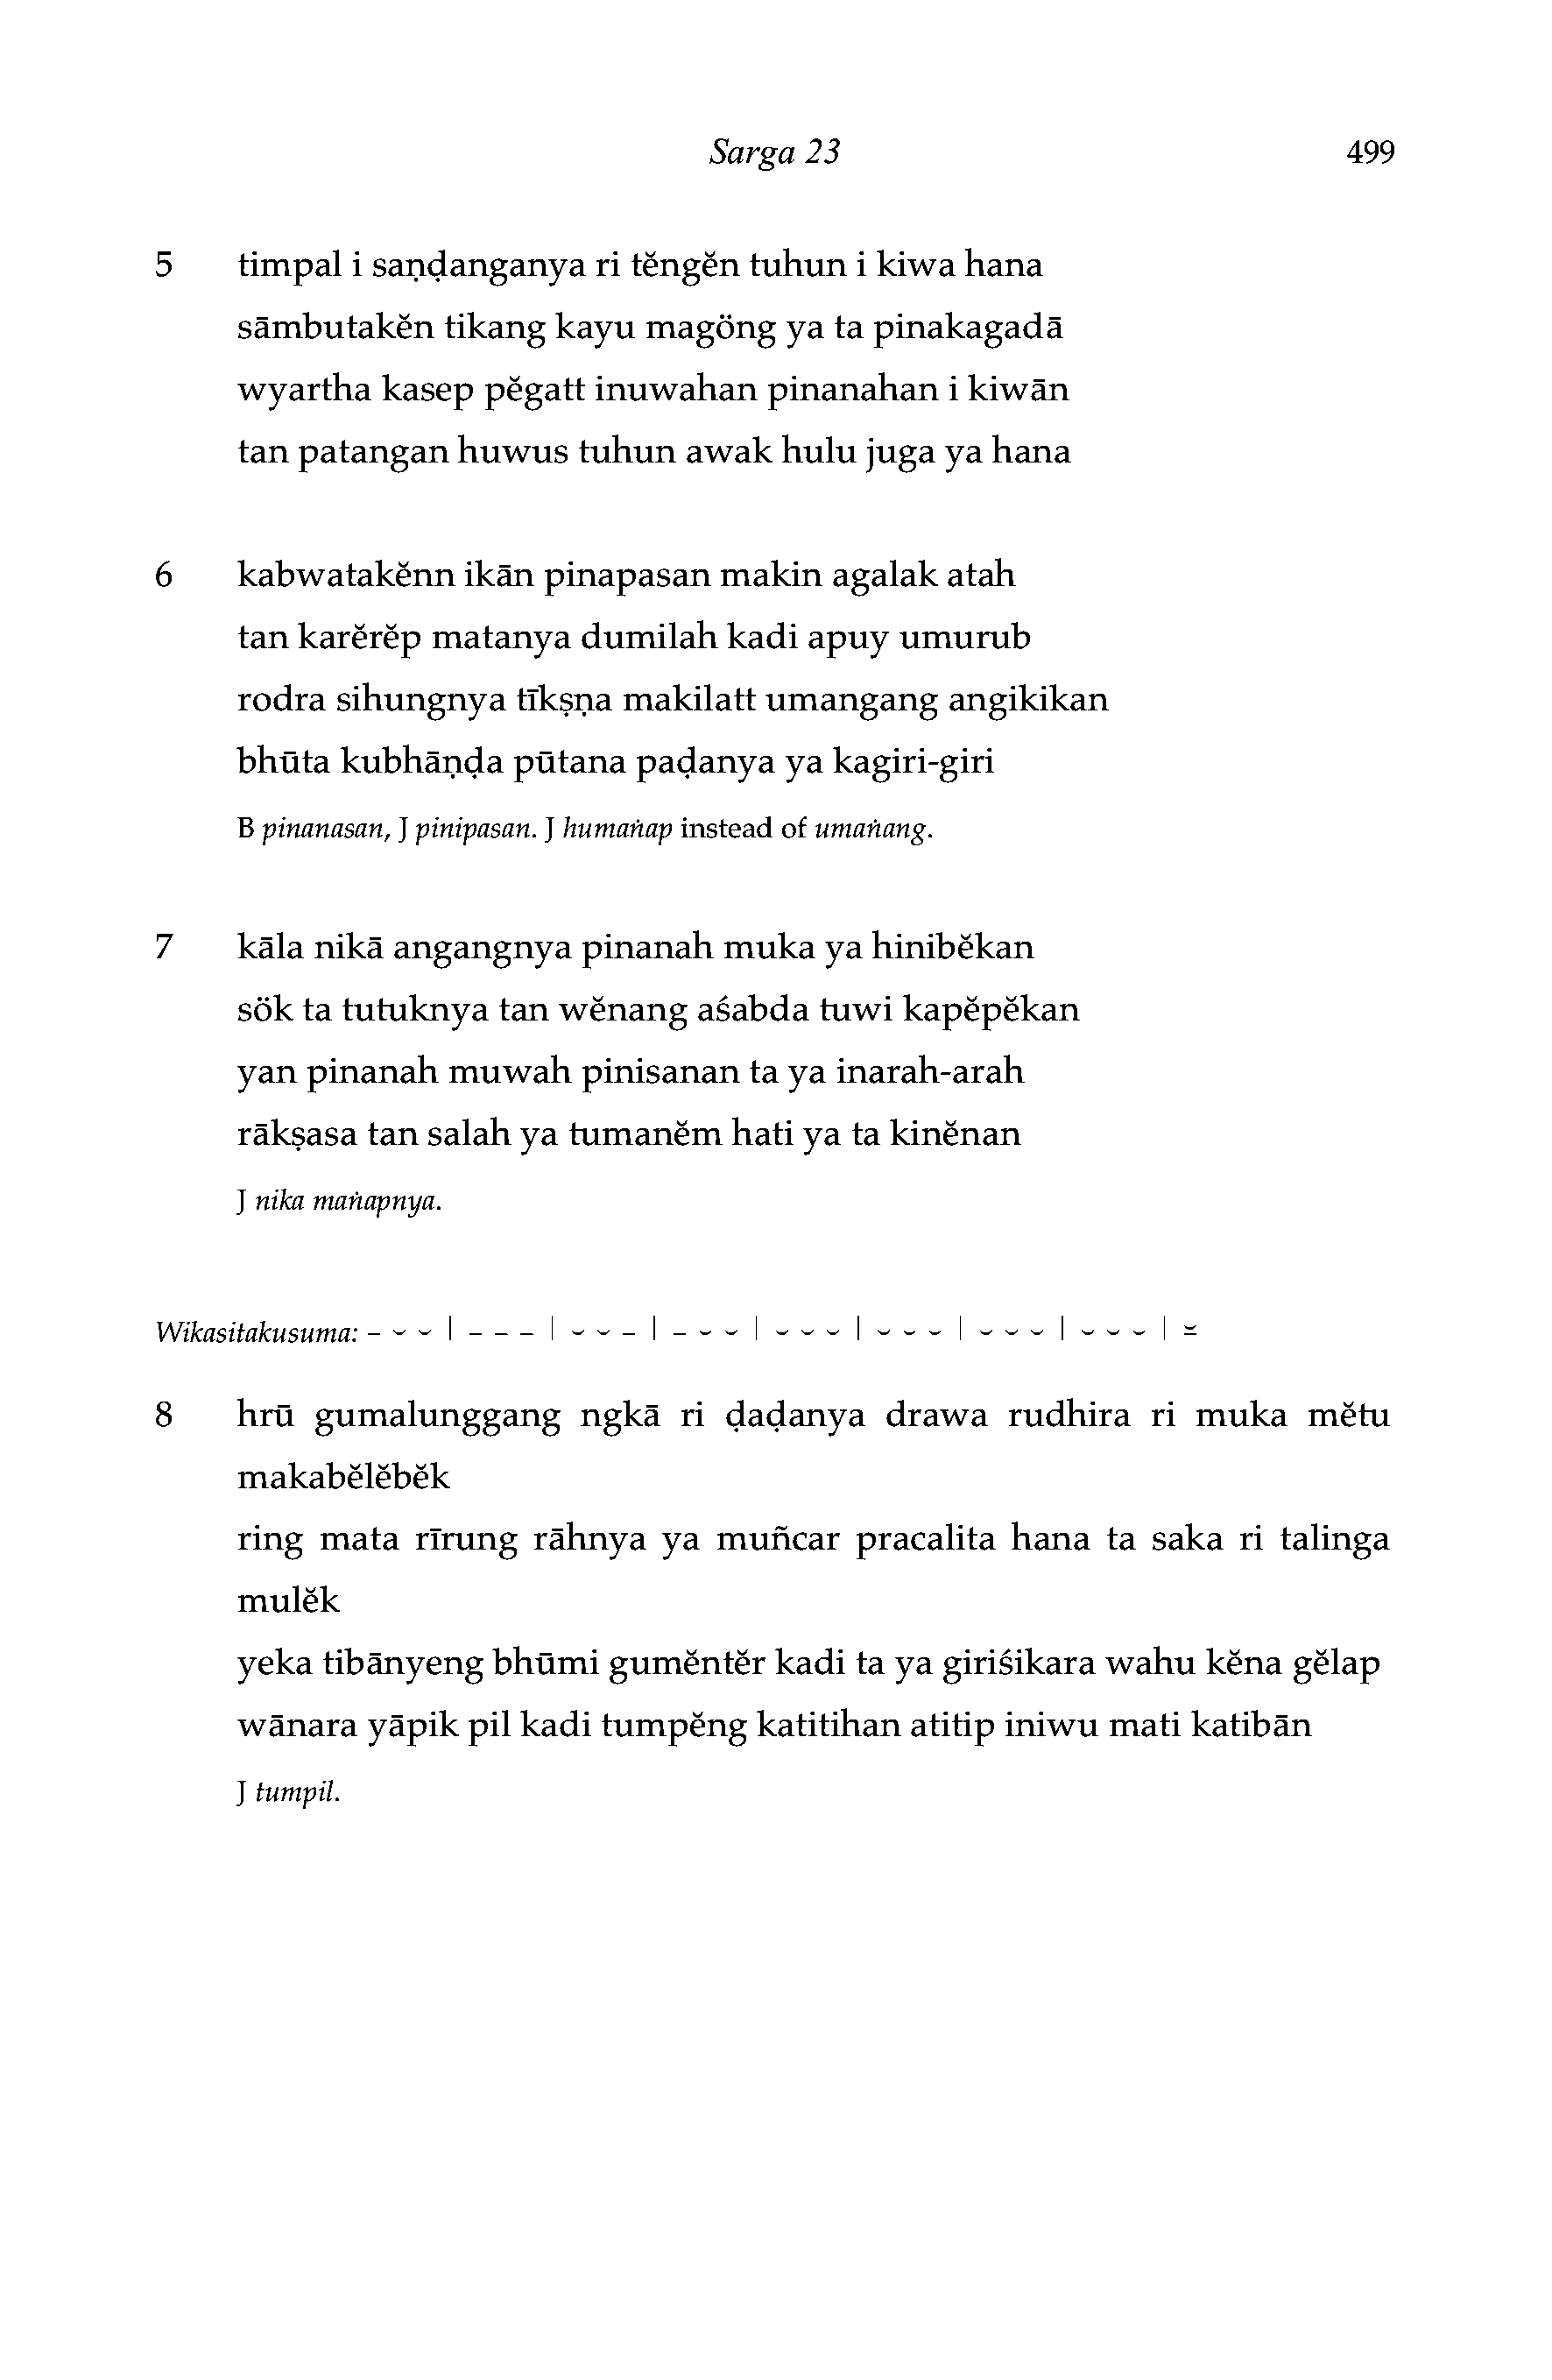 Sarga 23 499
5 timpal i saṇḍanganya ri tĕngĕn tuhun i kiwa hana
sāmbutakĕn tikang kayu magöng ya ta pinakagadā
wyartha kasep pĕgatt inuwahan pinanahan i kiwān
tan patangan huwus tuhun awak hulu juga ya hana
6 kabwatakĕnn ikān pinapasan makin agalak atah
tan karĕrĕp matanya dumilah kadi apuy umurub
rodra sihungnya tīkṣṇa makilatt umangang angikikan
bhūta kubhāṇḍa pūtana paḍanya ya kagiri-giri
B pinanasan, J pinipasan. J humaṅap instead of umaṅang.
7 kāla nikā angangnya pinanah muka ya hinibĕkan
sök ta tutuknya tan wĕnang aśabda tuwi kapĕpĕkan
yan pinanah muwah pinisanan ta ya inarah-arah
rākṣasa tan salah ya tumanĕm hati ya ta kinĕnan
J nika maṅapnya.
Wikasitakusuma: – ⏑ ⏑ | – – – | ⏑ ⏑ – | – ⏑ ⏑ | ⏑ ⏑ ⏑ | ⏑ ⏑ ⏑ | ⏑ ⏑ ⏑ | ⏑ ⏑ ⏑ | ⏓
8 hrū gumalunggang ngkā ri ḍaḍanya drawa rudhira ri muka mĕtu
makabĕlĕbĕk
ring mata rīrung rāhnya ya muñcar pracalita hana ta saka ri talinga
mulĕk
yeka tibānyeng bhūmi gumĕntĕr kadi ta ya giriśikara wahu kĕna gĕlap
wānara yāpik pil kadi tumpĕng katitihan atitip iniwu mati katibān
J tumpil.